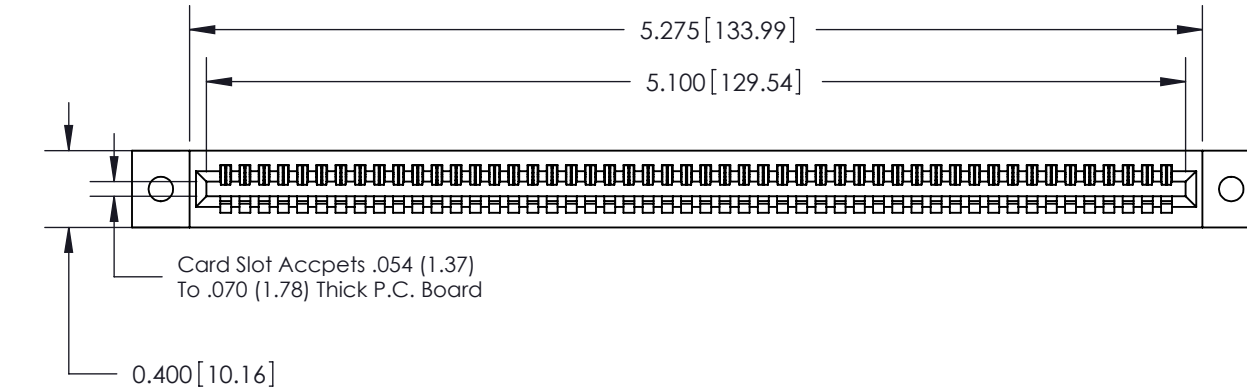 5.275[133.99]
5.100[129.54]
Card Slot Accpets .054 (1.37)
To .070 (1.78) Thick P.C. Board
0.400[10.16]